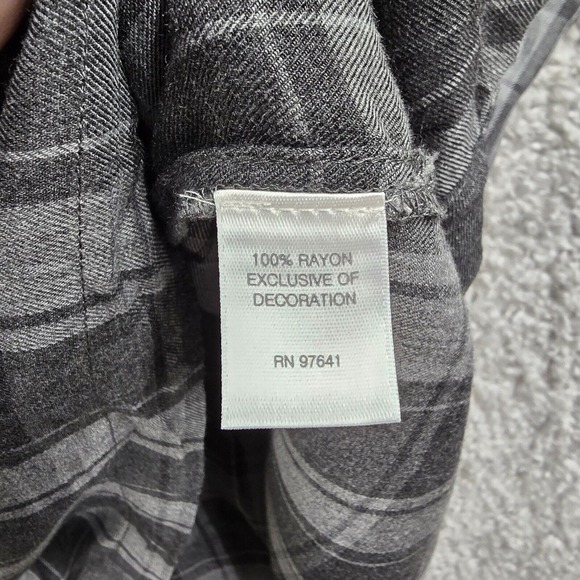 100% RAYON
EXCLUSIVE OF
DECORATION
RN 97641